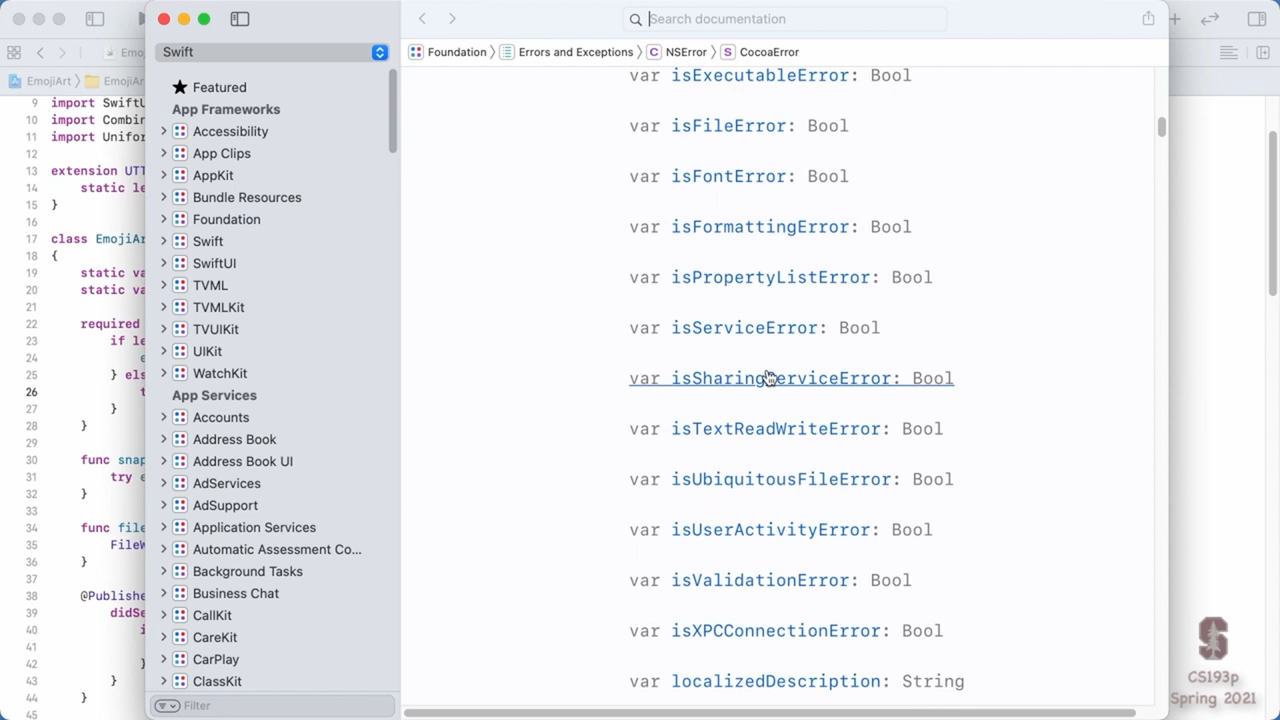 Search documentation
Swift
Foundation
Errors and Exceptions
C
NSError
S
CocoaError
EmojiArt
9
import SwiftU
10
import Combin
11
import Unifor
12
13
extension UTT
14
static le
15
}
16
17
class EmojiAr
18
{
19
static va
20
static va
21
22
required
23
if le
24
e
25
} els
26
t
27
}
28
}
29
30
func snap
31
try e
32
}
33
34
func file
35
FileW
36
}
37
38
@Publishe
39
didSe
40
i
41
42
}
43
}
44
}
45
Featured
App Frameworks
Accessibility
App Clips
AppKit
Bundle Resources
Foundation
Swift
SwiftUI
TVML
TVMLKit
TVUIKit
UIKit
WatchKit
App Services
Accounts
Address Book
Address Book UI
AdServices
AdSupport
Application Services
Automatic Assessment Co...
Background Tasks
Business Chat
CallKit
CareKit
CarPlay
ClassKit
Filter
var isExecutableError: Bool
var isFileError: Bool
var isFontError: Bool
var isFormattingError: Bool
var isPropertyListError: Bool
var isServiceError: Bool
var isSharingServiceError: Bool
var isTextReadWriteError: Bool
var isUbiquitousFileError: Bool
var isUserActivityError: Bool
var isValidationError: Bool
var isXPCConnectionError: Bool
var localizedDescription: String
CS193p
Spring 2021